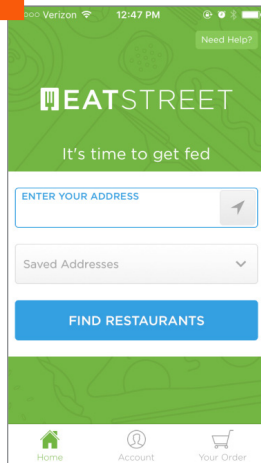 Verizon 12:47 PM
Need Help?
EATSTREET
It's time to get fed
ENTER YOUR ADDRESS
Saved Addresses
FIND RESTAURANTS
Home Account Your Order